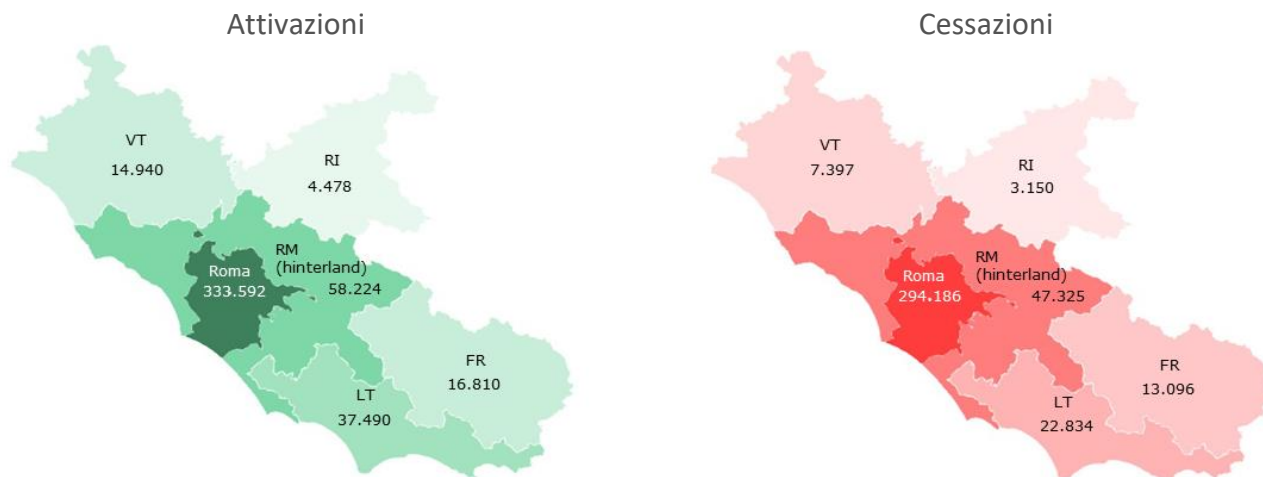 Attivazioni
VT
14.940
RI
4.478
RM
(hinterland)
Roma
333.592
58.224
FR
16.810
LT
37.490
Cessazioni
VT
7.397
RI
3.150
RM
(hinterland)
Roma
294.186
47.325
FR
13.096
LT
22.834